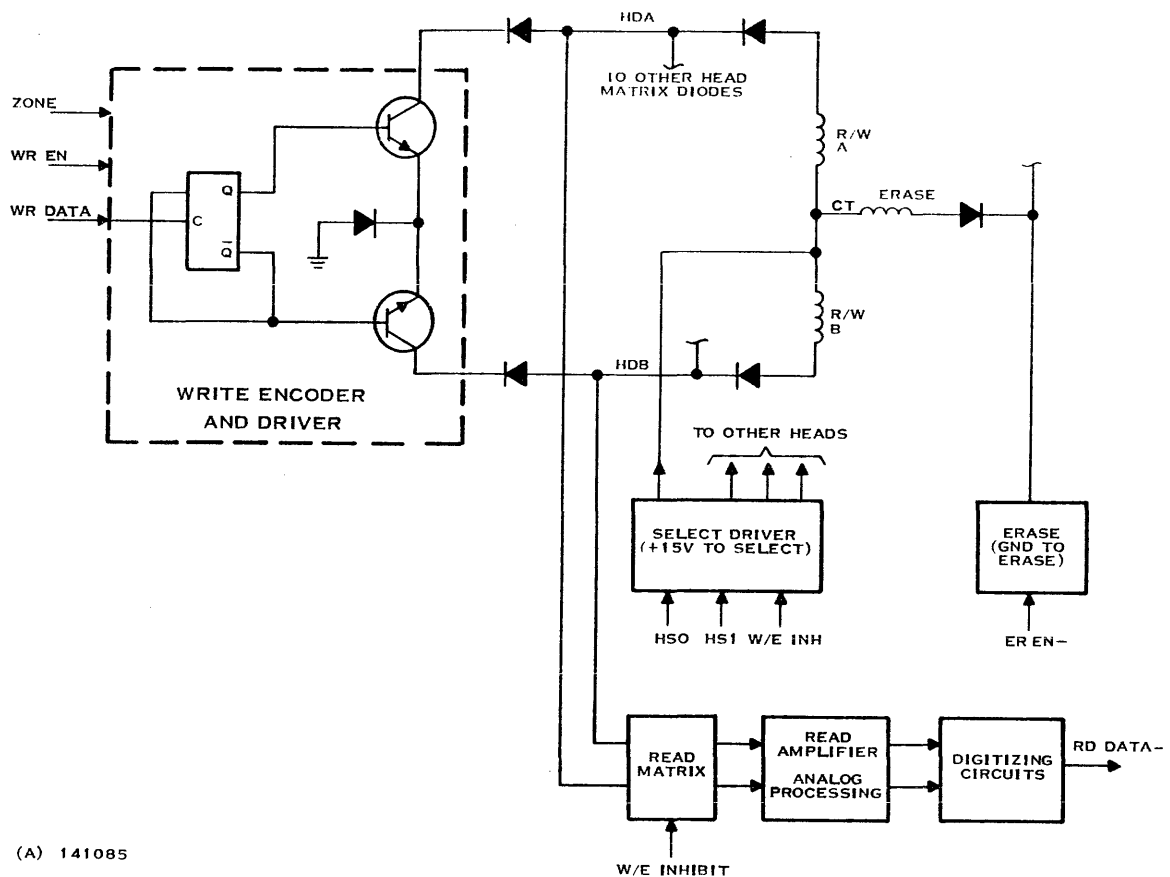 HDA
TO OTHER HEAD
MATRIX DIODES
ZONE
WR EN
WR DATA
Q
C
Q̅
R/W
A
CT
ERASE
R/W
B
HDB
WRITE ENCODER
AND DRIVER
TO OTHER HEADS
SELECT DRIVER
(+15V TO SELECT)
ERASE
(GND TO
ERASE)
HS0
HS1
W/E INH
ER EN-
READ
MATRIX
READ
AMPLIFIER
ANALOG
PROCESSING
DIGITIZING
CIRCUITS
RD DATA-
W/E INHIBIT
(A) 141085